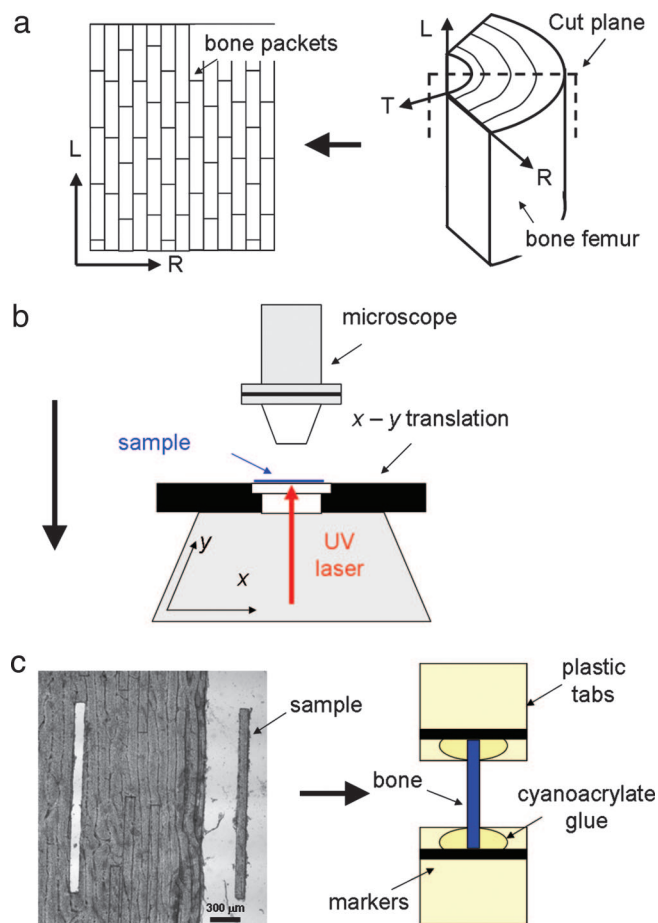 a
bone packets
L
R
L
Cut plane
T
R
bone femur
b
microscope
x – y translation
sample
UV
laser
y
x
c
sample
300 μm
plastic
tabs
bone
cyanoacrylate
glue
markers